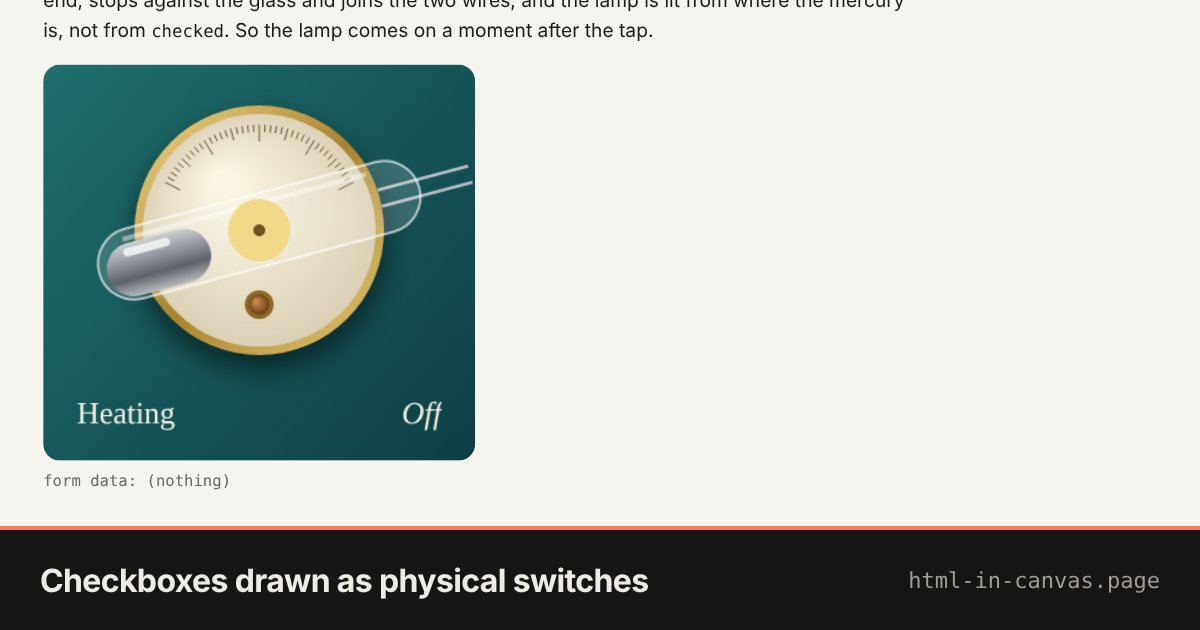 end, stops against the glass and joins the two wires, and the lamp is lit from where the mercury
is, not from checked. So the lamp comes on a moment after the tap.
Heating
Off
form data: (nothing)
Checkboxes drawn as physical switches
html-in-canvas.page